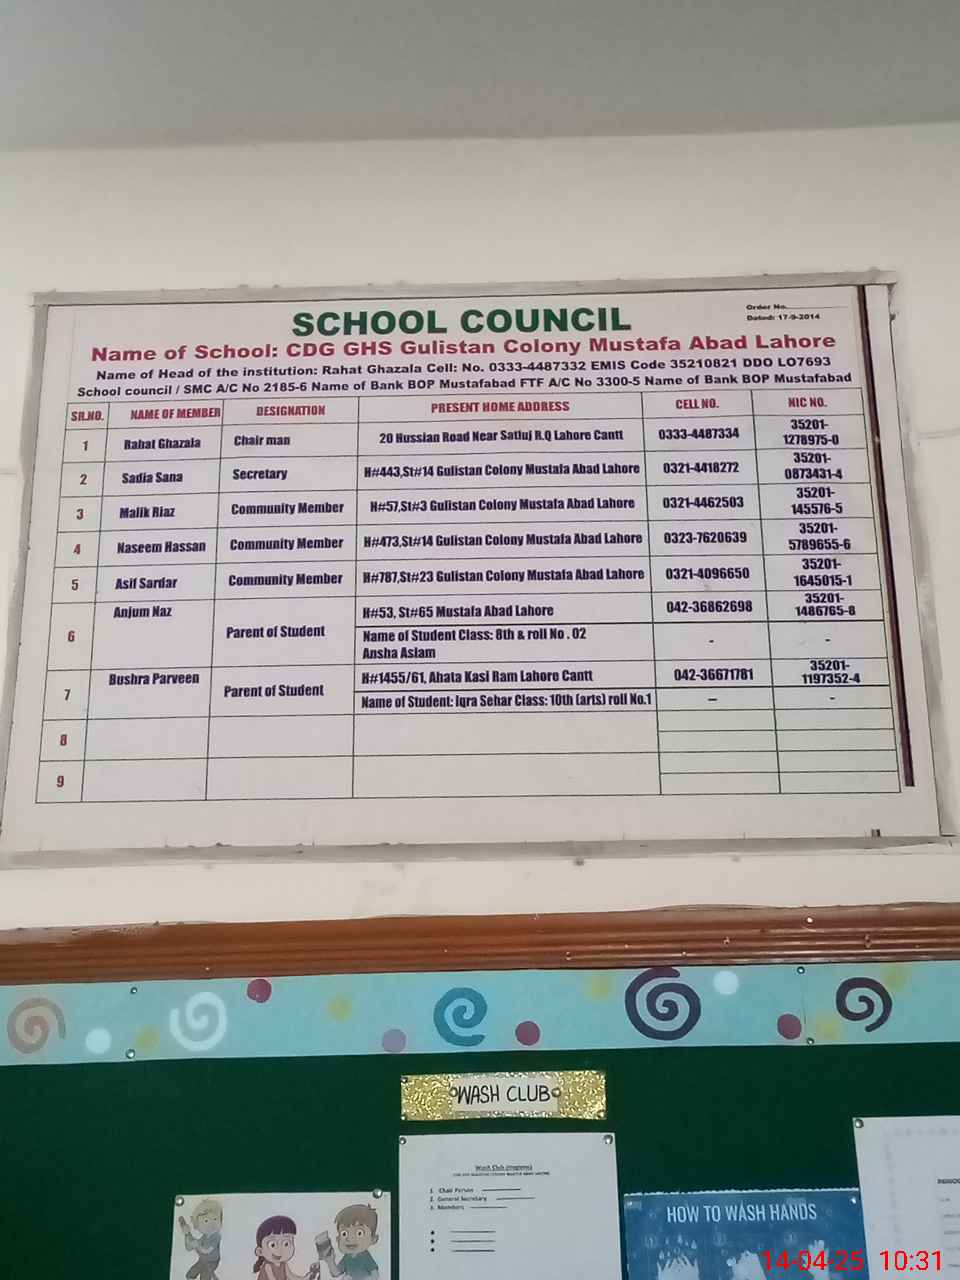 SCHOOL COUNCIL
Order No.
Dated: 17-9-2014
Name of School: CDG GHS Gulistan Colony Mustafa Abad Lahore
Name of Head of the institution: Rahat Ghazala Cell: No. 0333-4487332 EMIS Code 35210821 DDO LO7693
School council / SMC A/C No 2185-6 Name of Bank BOP Mustafabad FTF A/C No 3300-5 Name of Bank BOP Mustafabad
SR.NO. NAME OF MEMBER DESIGNATION PRESENT HOME ADDRESS CELL NO. NIC NO.
1 Rahat Ghazala Chair man 20 Hussian Road Near Satluj R.Q Lahore Cantt 0333-4487334 35201-
1278975-0
2 Sadia Sana Secretary H#443,St#14 Gulistan Colony Mustafa Abad Lahore 0321-4418272 35201-
0873431-4
3 Malik Riaz Community Member H#57,St#3 Gulistan Colony Mustafa Abad Lahore 0321-4462503 35201-
145576-5
4 Naseem Hassan Community Member H#473,St#14 Gulistan Colony Mustafa Abad Lahore 0323-7620639 35201-
5789655-6
5 Asif Sardar Community Member H#787,St#23 Gulistan Colony Mustafa Abad Lahore 0321-4096650 35201-
1645015-1
6 Anjum Naz Parent of Student H#53, St#65 Mustafa Abad Lahore 042-36862698 35201-
1486765-8
Name of Student Class: 8th & roll No . 02 - -
Ansha Aslam
7 Bushra Parveen Parent of Student H#1455/61, Ahata Kasi Ram Lahore Cantt 042-36671781 35201-
1197352-4
Name of Student: Iqra Sehar Class: 10th (arts) roll No.1 – -
8
9
WASH CLUB
Wash Club (Hygiene)
1. Chair Person
2. General Secretary
3. Members
HOW TO WASH HANDS
14-04-25 10:31